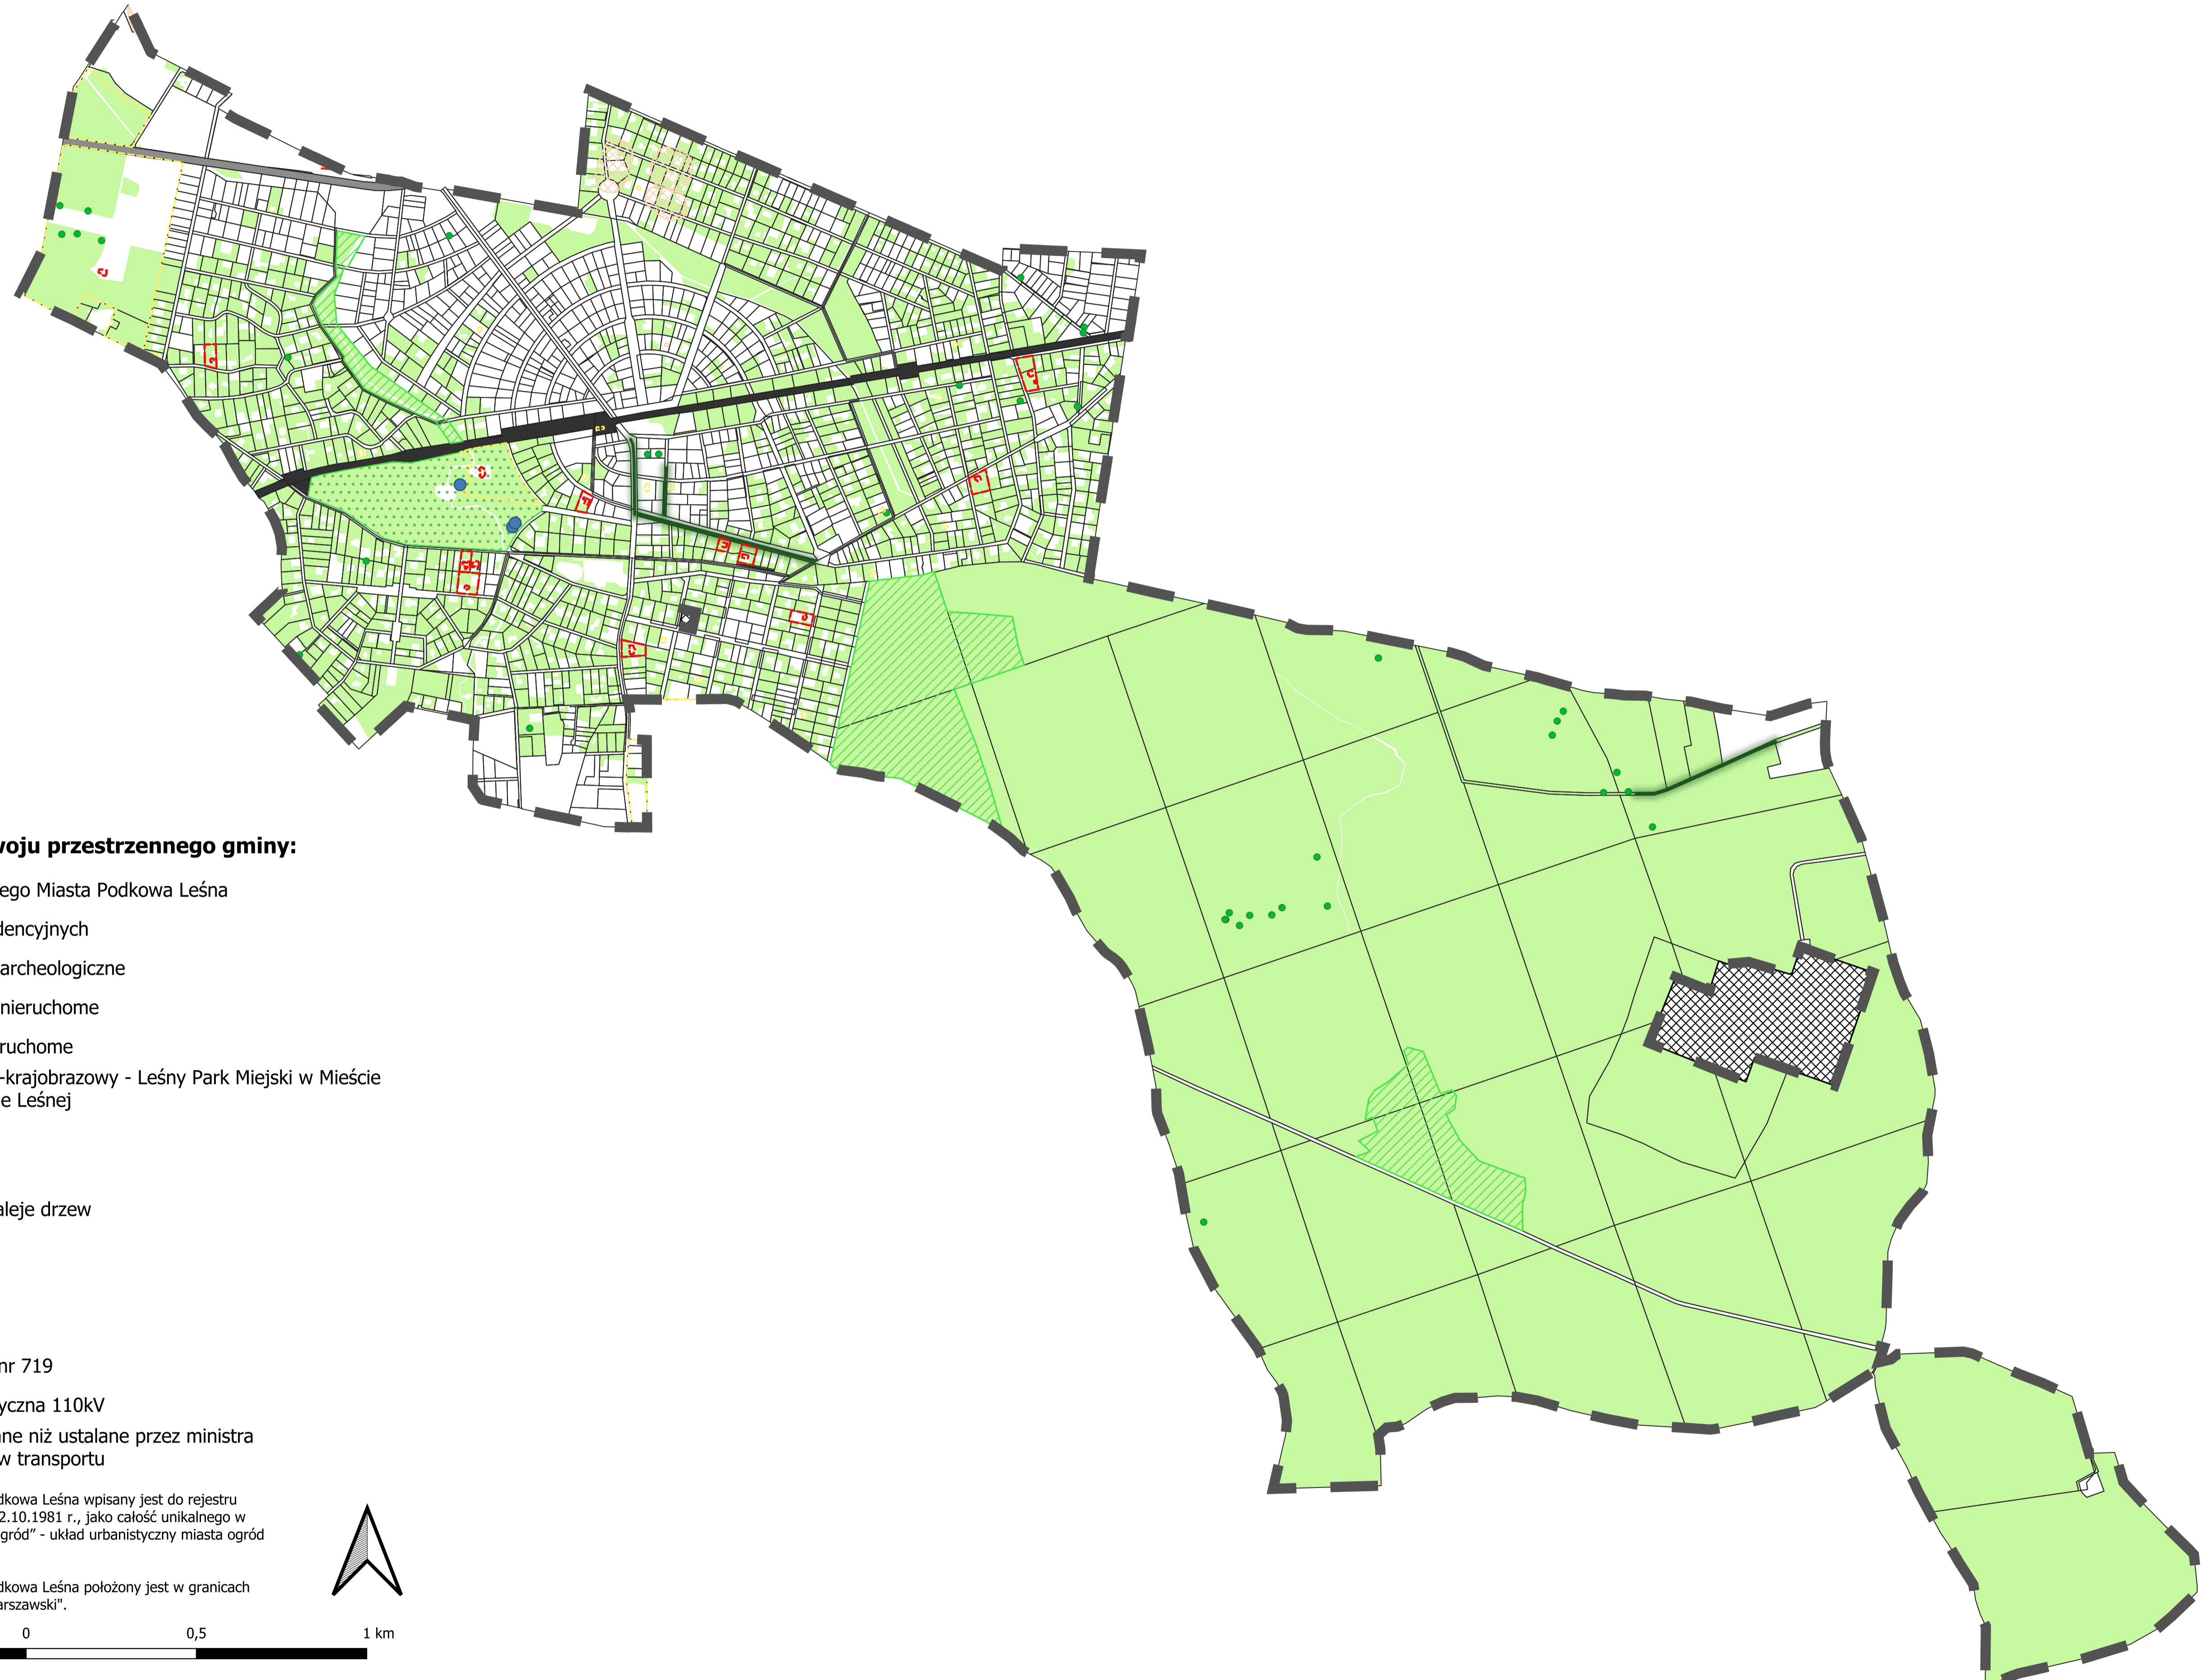 woju przestrzennego gminy:
ego Miasta Podkowa Leśna
dencyjnych
archeologiczne
nieruchome
ruchome
-krajobrazowy - Leśny Park Miejski w Mieście
e Leśnej
aleje drzew
nr 719
yczna 110kV
ne niż ustalane przez ministra
w transportu
dkowa Leśna wpisany jest do rejestru
2.10.1981 r., jako całość unikalnego w
gród” - układ urbanistyczny miasta ogród
dkowa Leśna położony jest w granicach
arszawski".
0 0,5 1 km